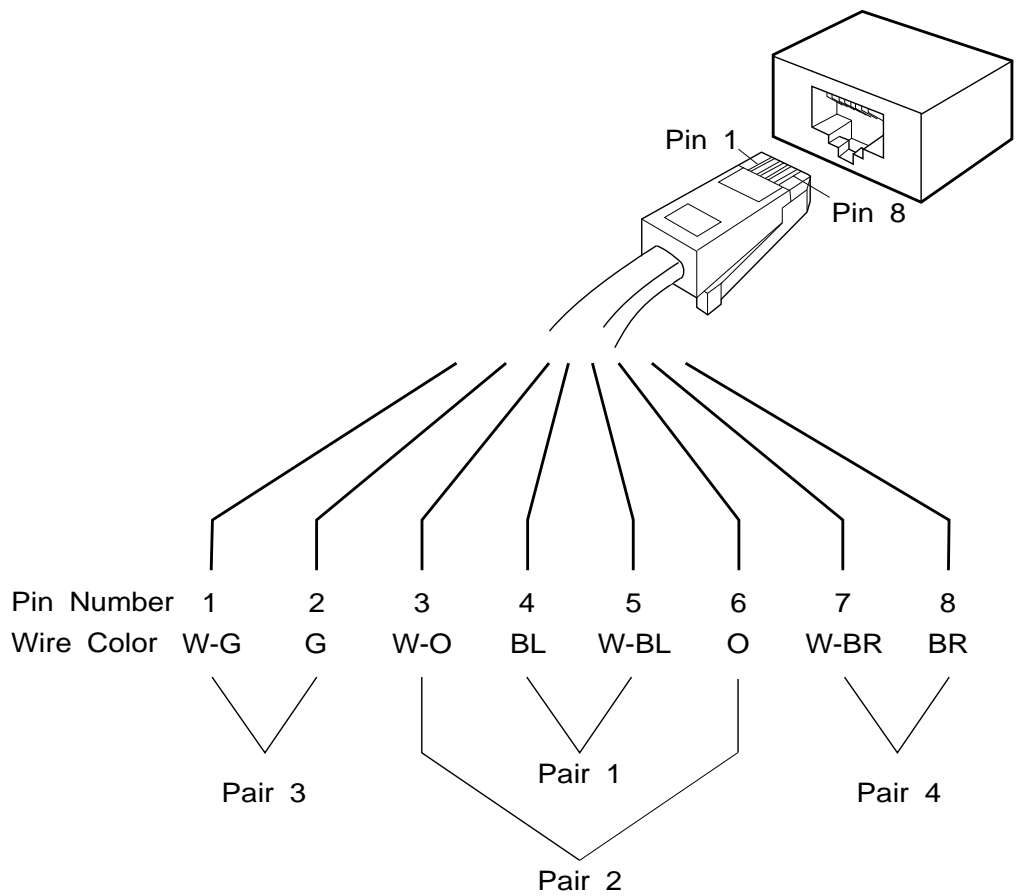 Pin 1
Pin 8
Pin Number 1 2 3 4 5 6 7 8
Wire Color W-G G W-O BL W-BL O W-BR BR
Pair 1
Pair 3
Pair 4
Pair 2